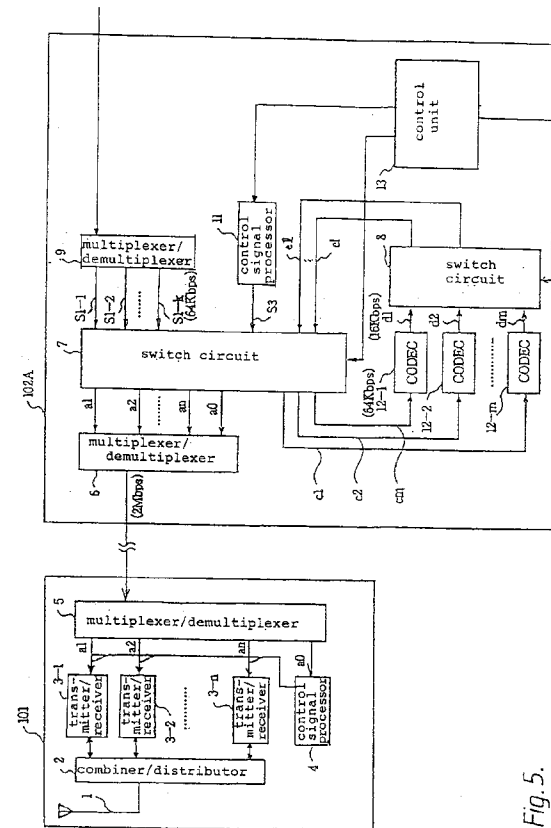 101
1
2
combiner/distributor
3-1
trans-
mitter/
receiver
trans-
mitter/
receiver
3-2
.........
3-n
trans-
mitter/
receiver
4
control
signal
processor
a1
a2
an
a0
5
multiplexer/demultiplexer
(2Mbps)
102A
6
multiplexer/
demultiplexer
a1
a2
.......
an
a0
7
switch circuit
9
multiplexer/
demultiplexer
S1-1
S1-2
.......
S1-k
(64Kbps)
11
control
signal
processor
S3
el
e1
(64Kbps)
(16Kbps)
12-1
CODEC
d1
12-2
CODEC
d2
.........
12-m
CODEC
dm
8
switch
circuit
13
control
unit
c1
c2
cm
Fig. 5.